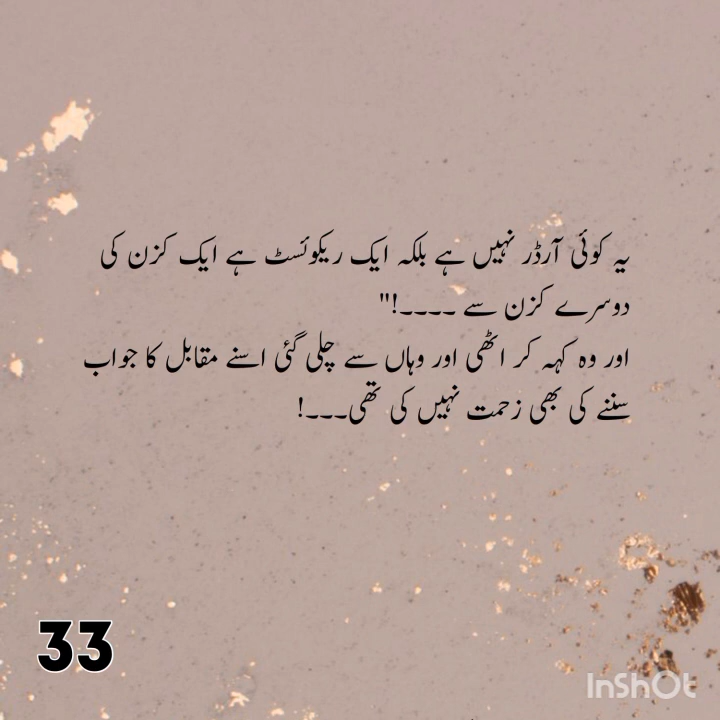 یہ کوئی آرڈر نہیں ہے بلکہ ایک ریکوئسٹ ہے ایک کزن کی
دوسرے کزن سے ۔۔۔۔!"
اور وہ کہہ کر اٹھی اور وہاں سے چلی گئی اسنے مقابل کا جواب
سننے کی بھی زحمت نہیں کی تھی۔۔۔!
33
InShOt